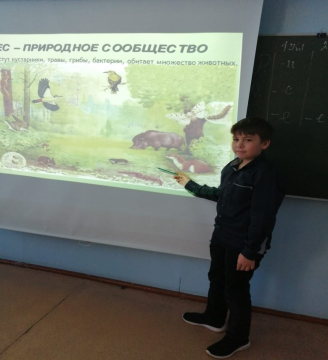 ЕС – ПРИРОДНОЕ СООБЩЕСТВО
тут кустарники, травы, грибы, бактерии, обитает множество животных.